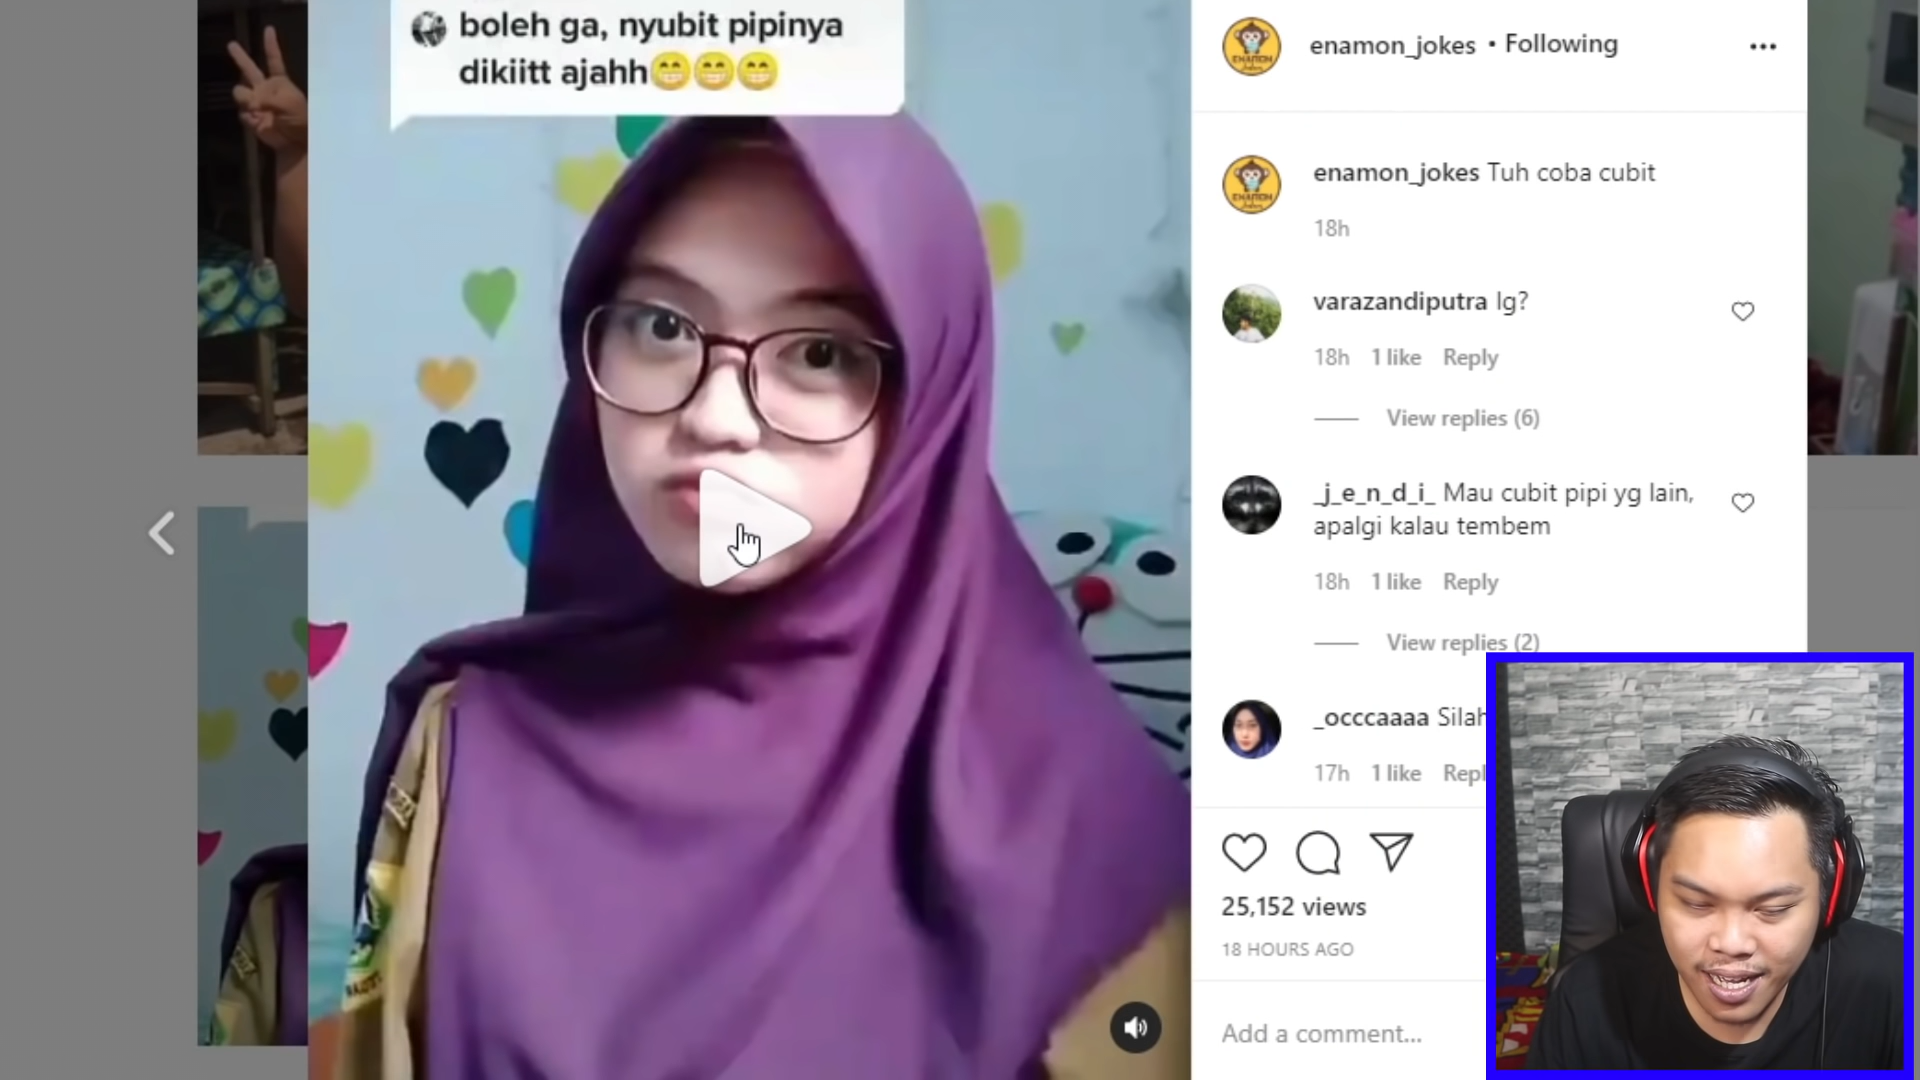 boleh ga, nyubit pipinya
dikiitt ajahh😁😁😁
enamon_jokes • Following
enamon_jokes Tuh coba cubit
18h
varazandiputra Ig?
18h 1 like Reply
View replies (6)
_j_e_n_d_i_ Mau cubit pipi yg lain,
apalgi kalau tembem
18h 1 like Reply
View replies (2)
_occcaaaa Silah
17h 1 like Repl
25,152 views
18 HOURS AGO
Add a comment...